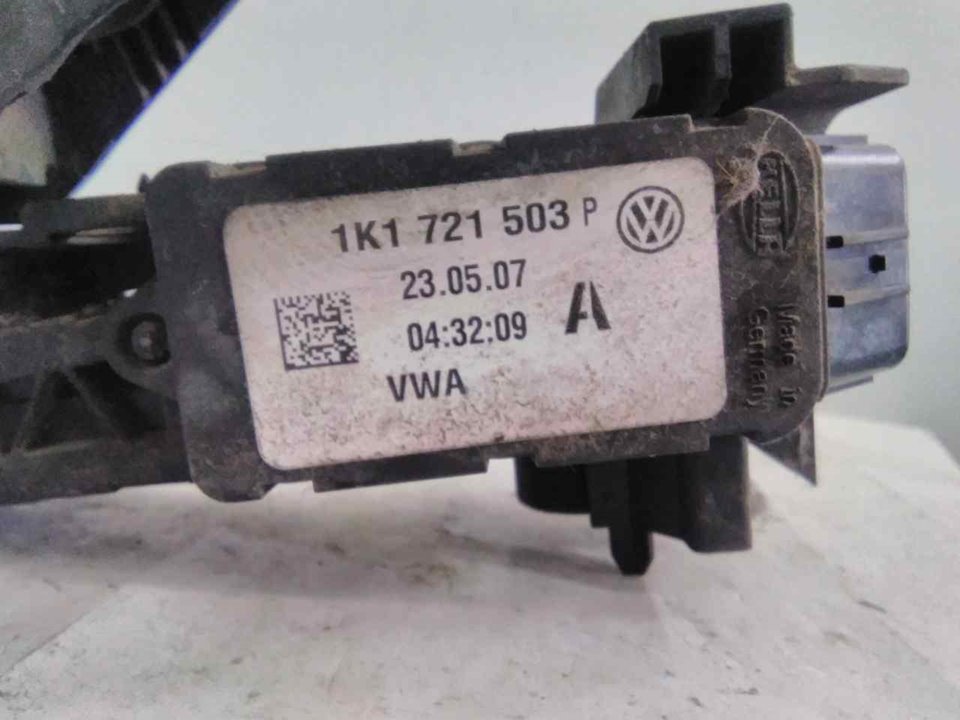 1K1 721 503 P
23.05.07
04:32:09
A
VWA
HELLA
Made in
Germany